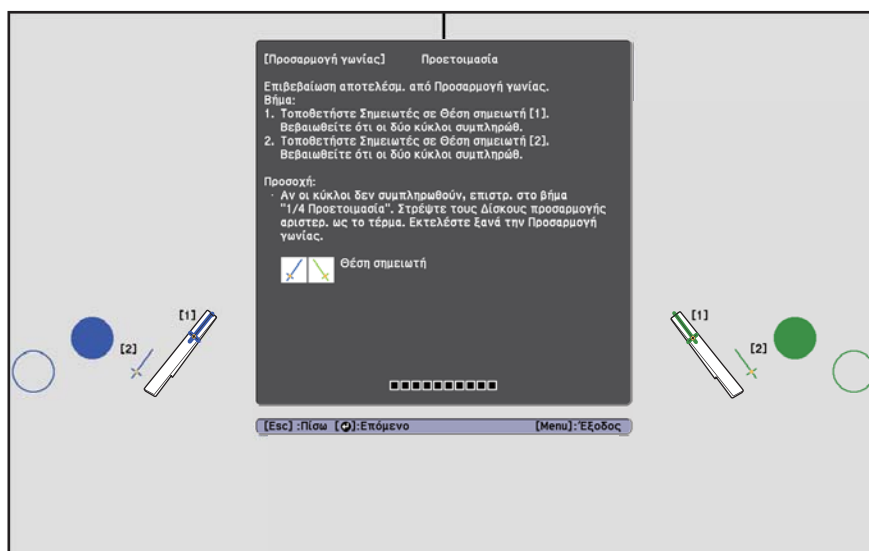 [Προσαρμογή γωνίας] Προετοιμασία
Επιβεβαίωση αποτελέσμ. από Προσαρμογή γωνίας.
Βήμα:
1. Τοποθετήστε Σημειωτές σε Θέση σημειωτή [1].
Βεβαιωθείτε ότι οι δύο κύκλοι συμπληρώθ.
2. Τοποθετήστε Σημειωτές σε Θέση σημειωτή [2].
Βεβαιωθείτε ότι οι δύο κύκλοι συμπληρώθ.
Προσοχή:
· Αν οι κύκλοι δεν συμπληρωθούν, επιστρ. στο βήμα
"1/4 Προετοιμασία". Στρέψτε τους Δίσκους προσαρμογής
αριστερ. ως το τέρμα. Εκτελέστε ξανά την Προσαρμογή
γωνίας.
Θέση σημειωτή
[1]
[2]
[1]
[2]
[Esc] :Πίσω [⏎]:Επόμενο [Menu]:Έξοδος